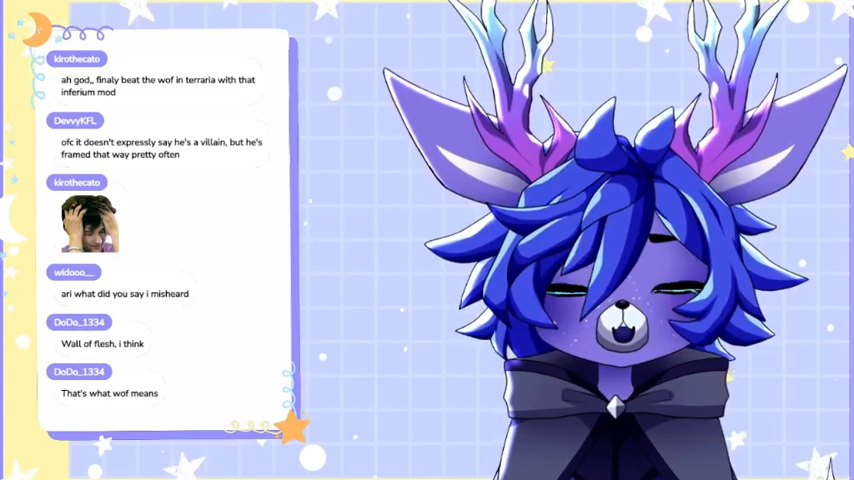 kirothecato
ah god,, finaly beat the wof in terraria with that
inferium mod
DevvyKFL
ofc it doesn't expressly say he's a villain, but he's
framed that way pretty often
kirothecato
widooo__
ari what did you say i misheard
DoDo_1334
Wall of flesh, i think
DoDo_1334
That's what wof means